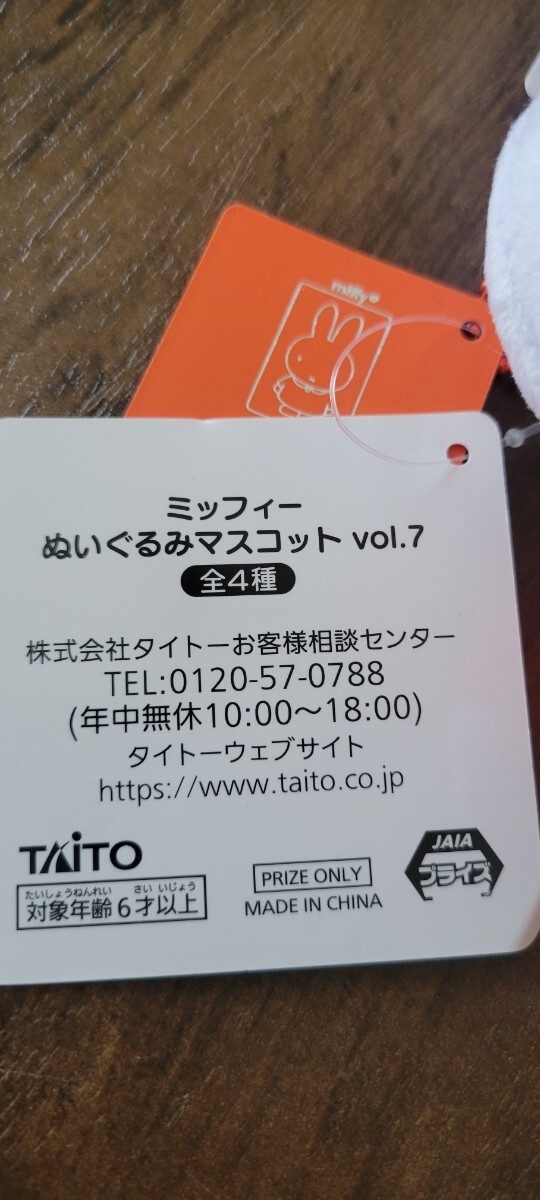 miffy
ミッフィー
ぬいぐるみマスコット vol.7
全4種
株式会社タイトーお客様相談センター
TEL:0120-57-0788
(年中無休10:00～18:00)
タイトーウェブサイト
https://www.taito.co.jp
TAITO
たいしょうねんれい さい いじょう
対象年齢6才以上
PRIZE ONLY
MADE IN CHINA
JAIA
プライズ